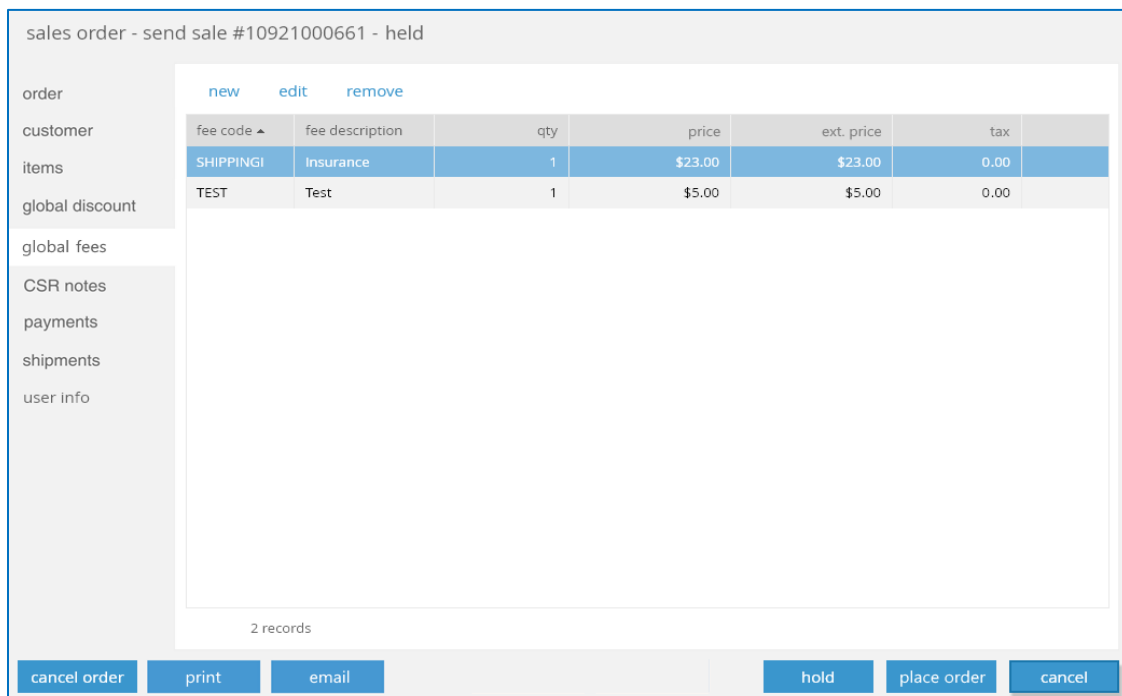 sales order - send sale #10921000661 - held
order
customer
items
global discount
global fees
CSR notes
payments
shipments
user info
new edit remove
fee code fee description qty price ext. price tax
SHIPPINGI Insurance 1 $23.00 $23.00 0.00
TEST Test 1 $5.00 $5.00 0.00
2 records
cancel order print email hold place order cancel